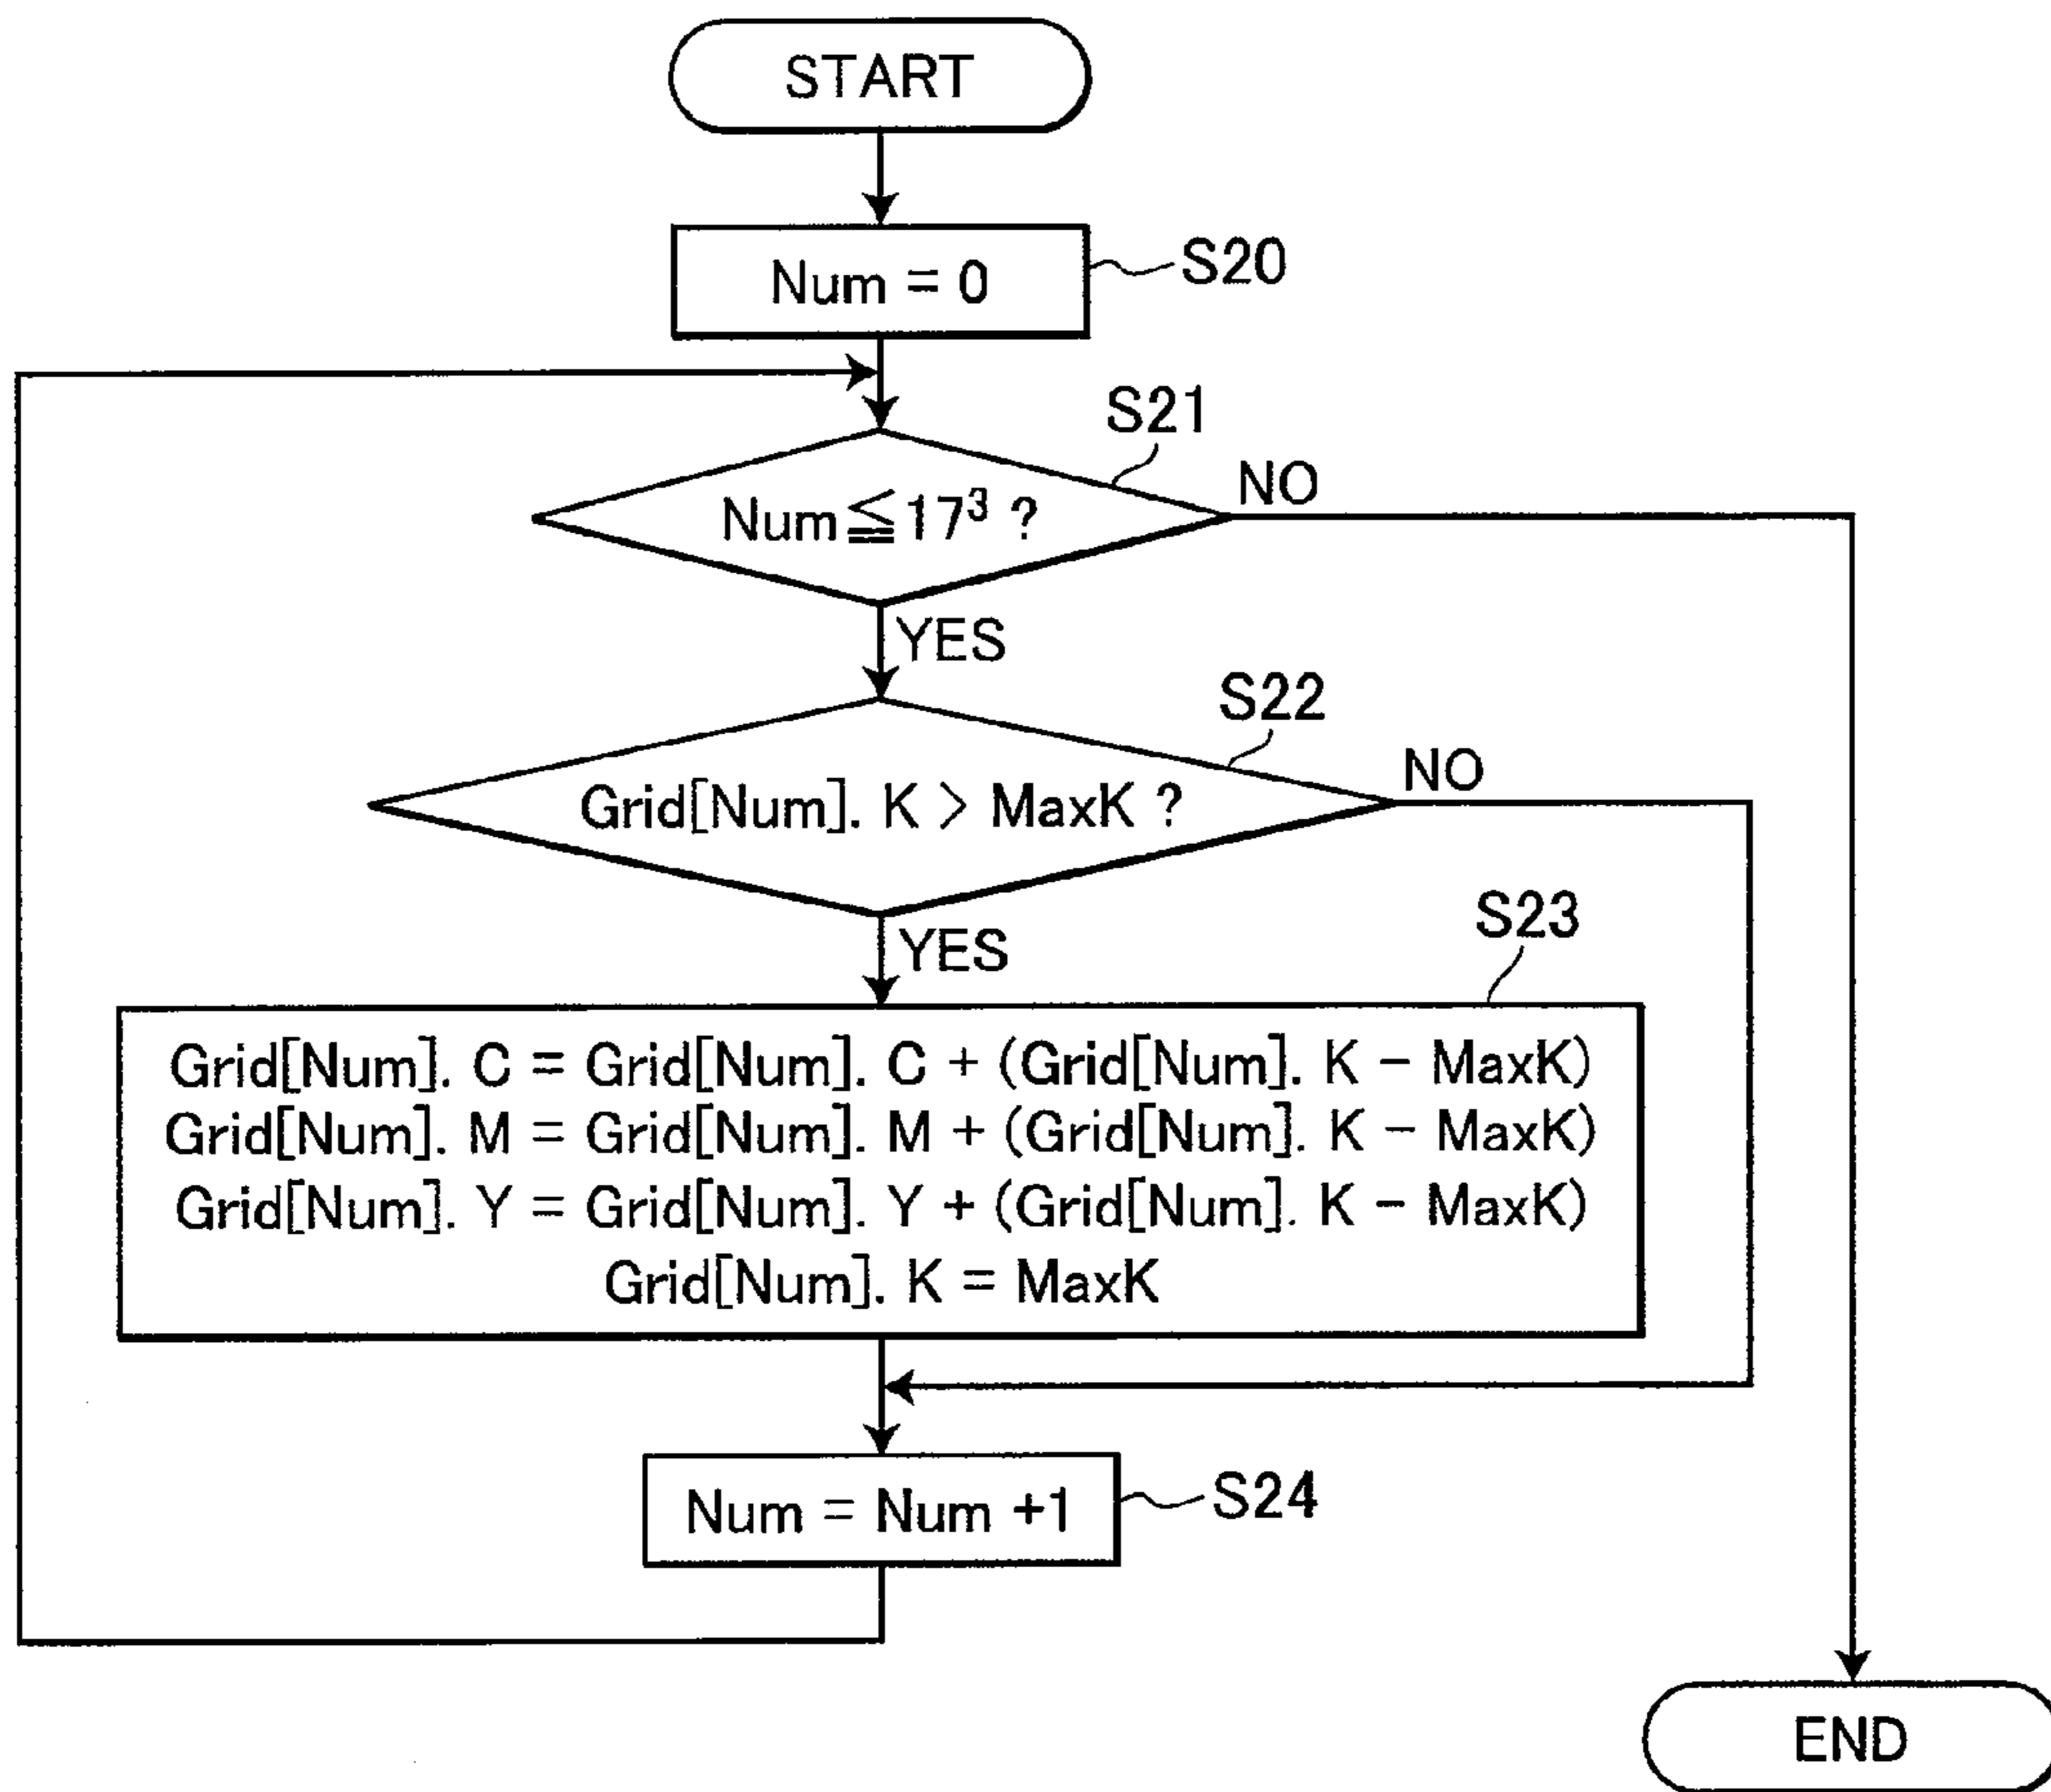 START
Num = 0
S20
S21
Num≦17³ ?
NO
YES
S22
Grid[Num]. K > MaxK ?
NO
YES
S23
Grid[Num]. C = Grid[Num]. C + (Grid[Num]. K − MaxK)
Grid[Num]. M = Grid[Num]. M + (Grid[Num]. K − MaxK)
Grid[Num]. Y = Grid[Num]. Y + (Grid[Num]. K − MaxK)
Grid[Num]. K = MaxK
Num = Num +1
S24
END